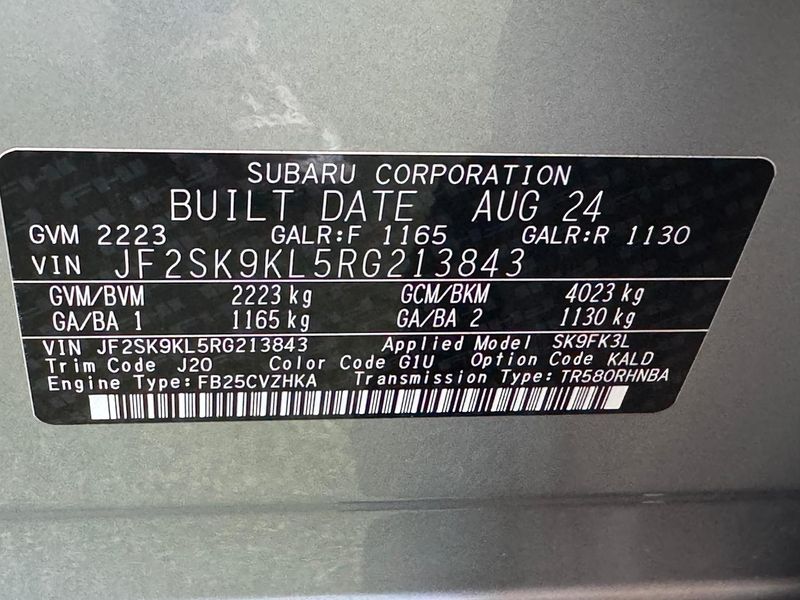 SUBARU CORPORATION
BUILT DATE AUG 24
GVM 2223 GALR:F 1165 GALR:R 1130
VIN JF2SK9KL5RG213843
GVM/BVM 2223 kg GCM/BKM 4023 kg
GA/BA 1 1165 kg GA/BA 2 1130 kg
VIN JF2SK9KL5RG213843 Applied Model SK9FK3L
Trim Code J20 Color Code G1U Option Code KALD
Engine Type: FB25CVZHKA Transmission Type: TR580RHNBA